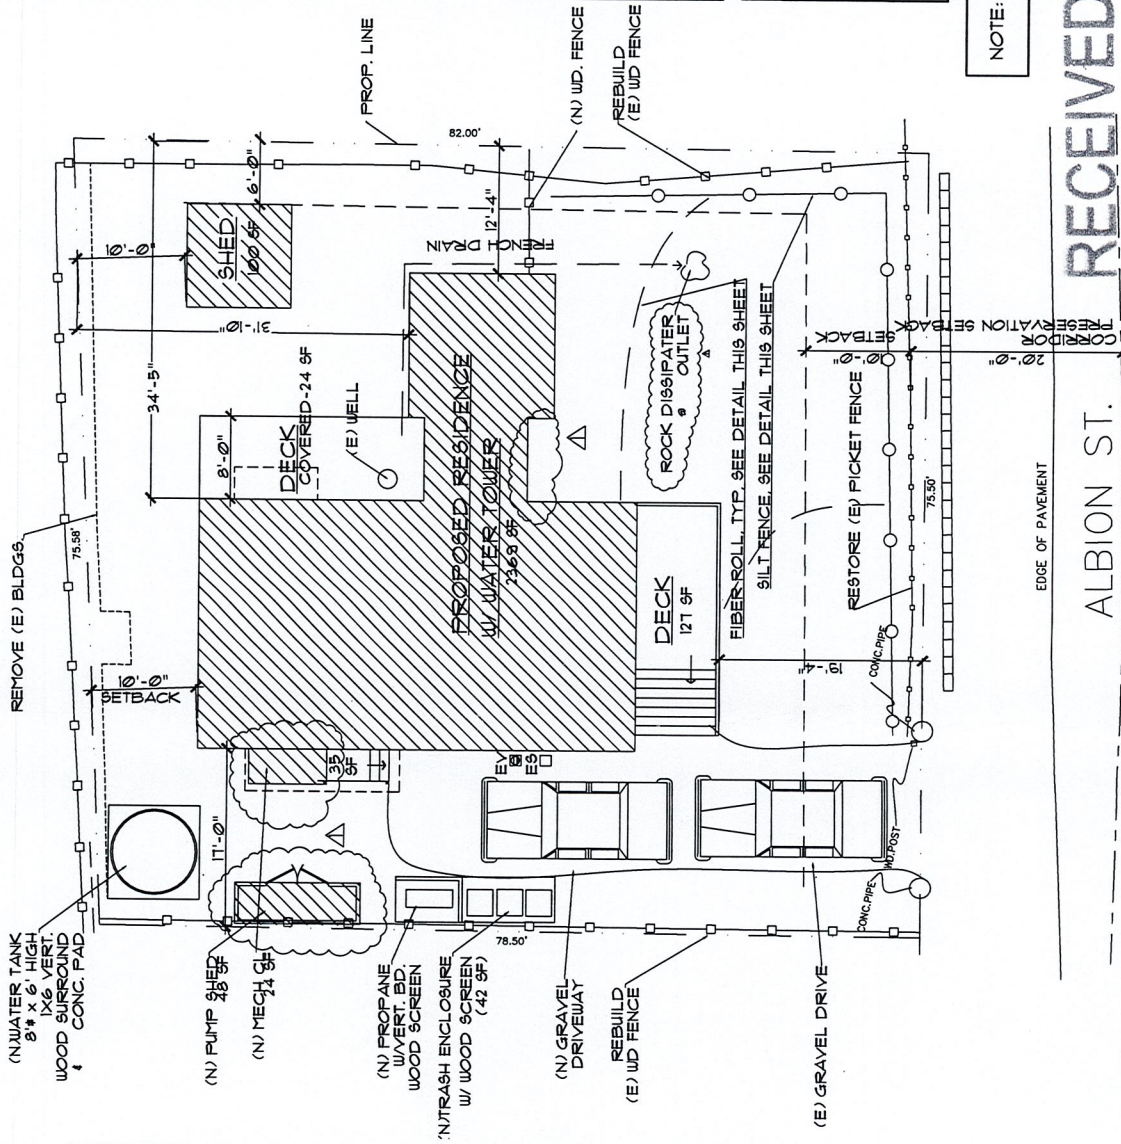 REMOVE (E) BLDGS.
75.58'
(N)WATER TANK
8'# x 6' HIGH
1X6 VERT
WOOD SURROUND
& CONC. PAD
10'-0"
SETBACK
17'-0"
(N) PUMP SHED
48 SF
(N) MECH CL
24 SF
35
SF
(N) PROPANE
W/VERT. BD.
WOOD SCREEN
(N)TRASH ENCLOSURE
W/ WOOD SCREEN
(42 SF)
78.50'
(N) GRAVEL
DRIVEWAY
REBUILD
(E) WD FENCE
(E) GRAVEL DRIVE
EV
ES
CONC.PIPE
WD.POST
CONC.PIPE
PROPOSED RESIDENCE
W/ WATER TOWER
DECK
COVERED-24 SF
8'-0"
(E) WELL
34'-5"
31'-10"
10'-0"
SHED
100 SF
6'-0"
PROP. LINE
82.00'
12'-4"
FRENCH DRAIN
(N) WD. FENCE
REBUILD
(E) WD FENCE
ROCK DISSIPATER
@ OUTLET
FIBER ROLL, TYP. SEE DETAIL THIS SHEET
SILT FENCE, SEE DETAIL THIS SHEET
DECK
127 SF
19'-4"
RESTORE (E) PICKET FENCE
75.50'
10'-0"
SETBACK
20'-0"
CORRIDOR
PRESERVATION SETBACK
EDGE OF PAVEMENT
ALBION ST.
NOTE:
RECEIVED